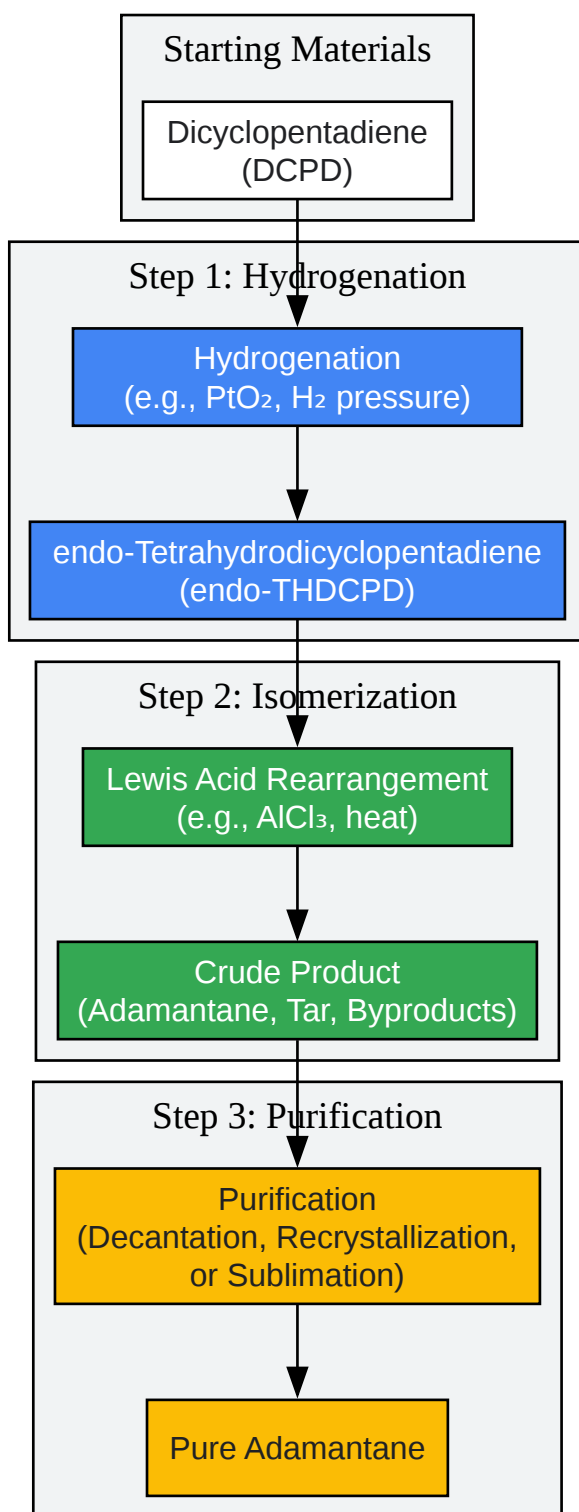 Starting Materials
Dicyclopentadiene
(DCPD)
Step 1: Hydrogenation
Hydrogenation
(e.g., PtO₂, H₂ pressure)
endo-Tetrahydrodicyclopentadiene
(endo-THDCPD)
Step 2: Isomerization
Lewis Acid Rearrangement
(e.g., AlCl₃, heat)
Crude Product
(Adamantane, Tar, Byproducts)
Step 3: Purification
Purification
(Decantation, Recrystallization,
or Sublimation)
Pure Adamantane